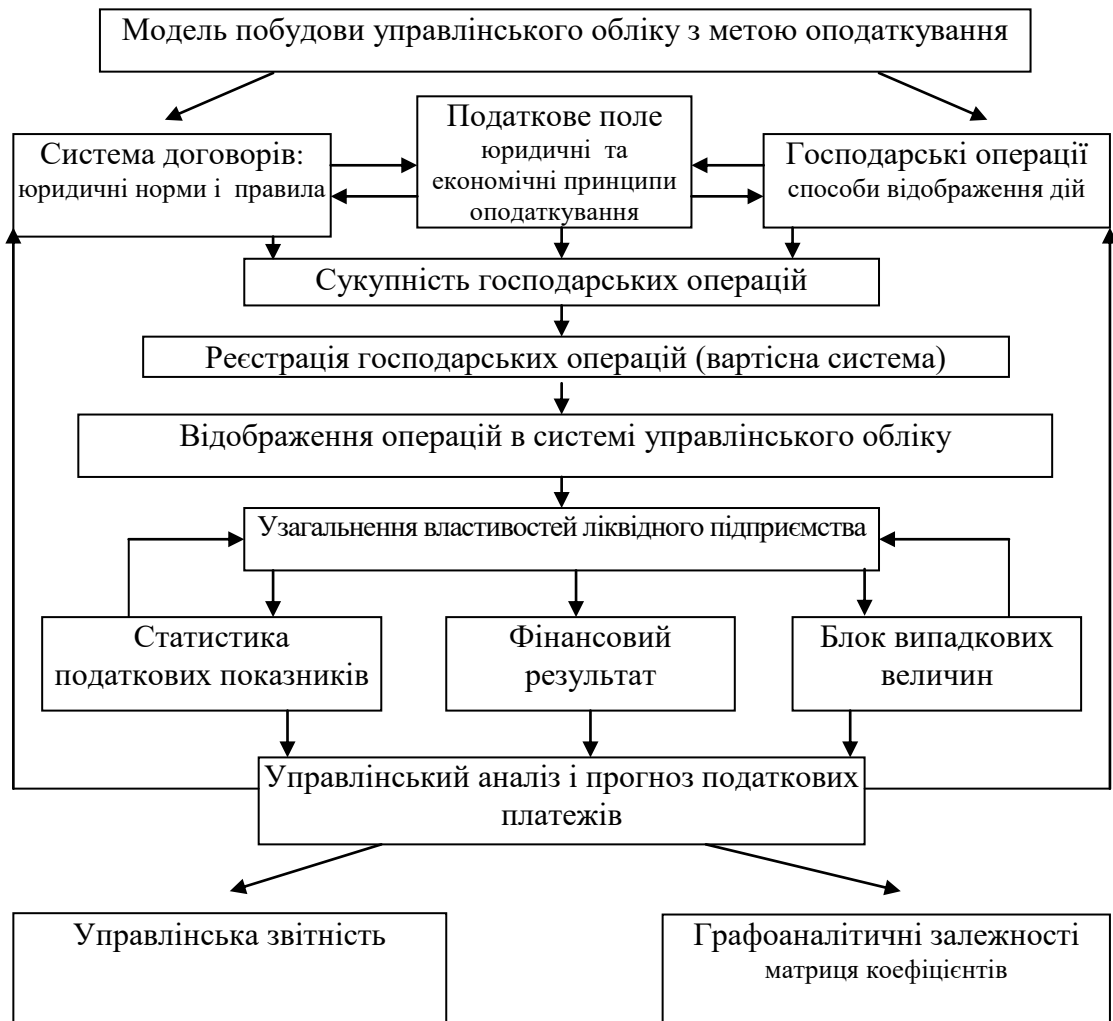 Модель побудови управлінського обліку з метою оподаткування
Система договорів:
юридичні норми і правила
Податкове поле
юридичні та
економічні принципи
оподаткування
Господарські операції
способи відображення дій
Сукупність господарських операцій
Реєстрація господарських операцій (вартісна система)
Відображення операцій в системі управлінського обліку
Узагальнення властивостей ліквідного підприємства
Статистика
податкових показників
Фінансовий
результат
Блок випадкових
величин
Управлінський аналіз і прогноз податкових
платежів
Управлінська звітність
Графоаналітичні залежності
матриця коефіцієнтів